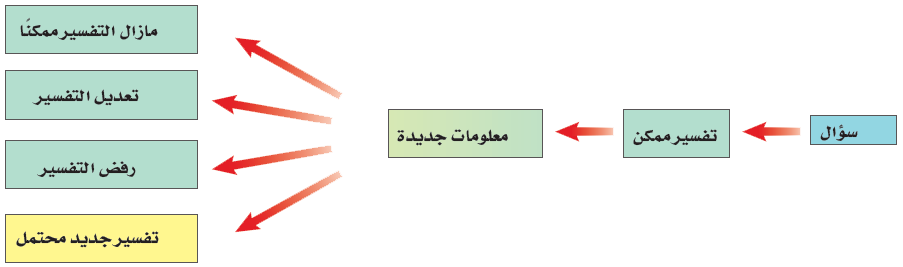 سؤال
تفسير ممكن
معلومات جديدة
مازال التفسير ممكنًا
تعديل التفسير
رفض التفسير
تفسير جديد محتمل